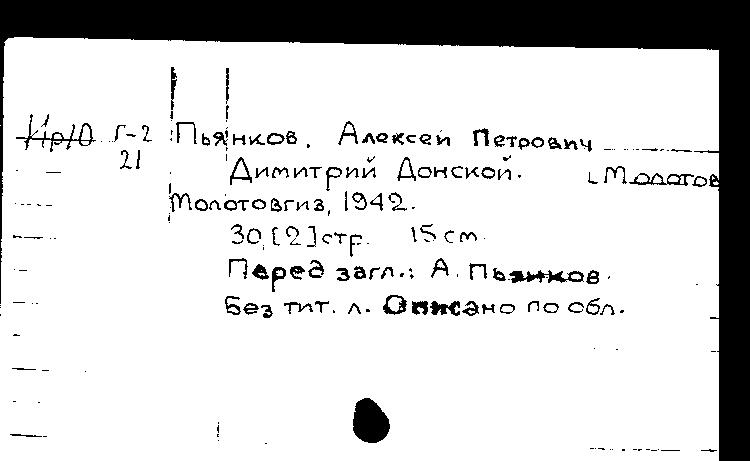 Г-2 Пьянков, Алексей Петрович
21 Димитрий Донской. [Молотов
Молотовгиз, 1942.
30,[2]стр. 15 см.
Перед загл.: А. Пьянков.
Без тит. л. Описано по обл.